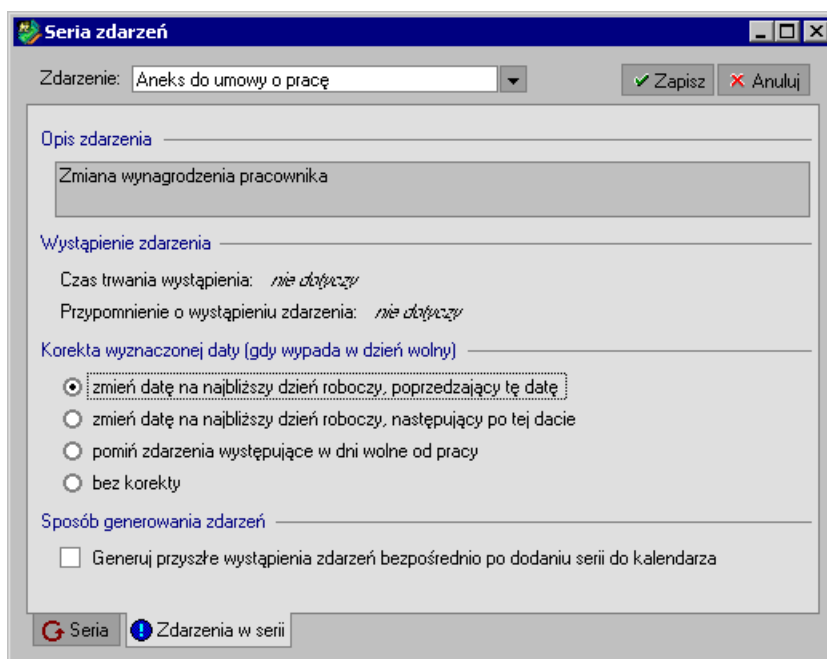 Seria zdarzeń
Zdarzenie: Aneks do umowy o pracę
Zapisz Anuluj
Opis zdarzenia
Zmiana wynagrodzenia pracownika
Wystąpienie zdarzenia
Czas trwania wystąpienia: nie dotyczy
Przypomnienie o wystąpieniu zdarzenia: nie dotyczy
Korekta wyznaczonej daty (gdy wypada w dzień wolny)
zmień datę na najbliższy dzień roboczy, poprzedzający tę datę
zmień datę na najbliższy dzień roboczy, następujący po tej dacie
pomiń zdarzenia występujące w dni wolne od pracy
bez korekty
Sposób generowania zdarzeń
Generuj przyszłe wystąpienia zdarzeń bezpośrednio po dodaniu serii do kalendarza
Seria Zdarzenia w serii